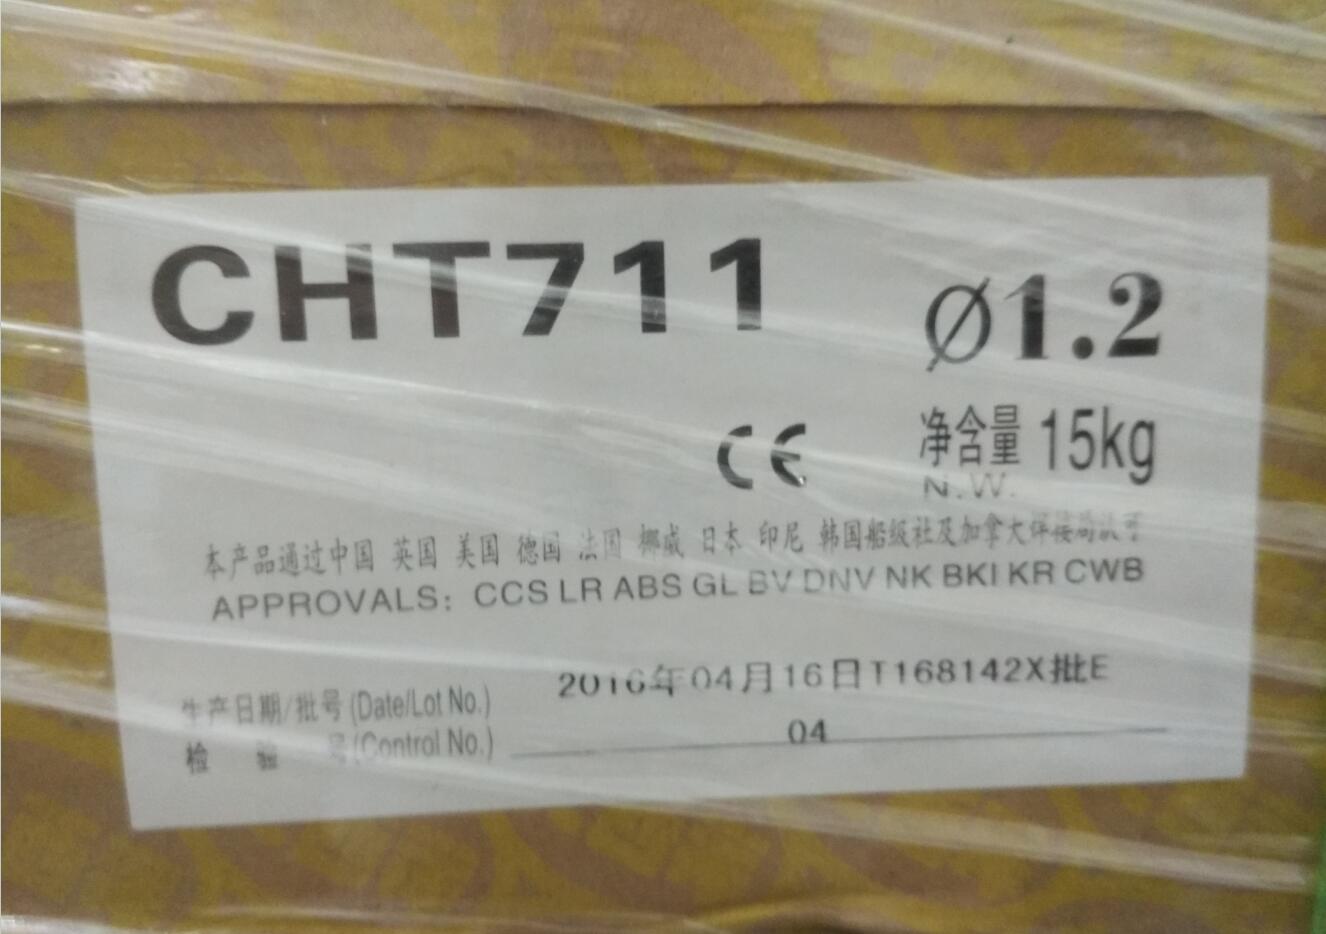 CHT711
Ø1.2
CE
净含量 15kg
N.W.
本产品通过中国 英国 美国 德国 法国 挪威 日本 印尼 韩国船级社及加拿大焊接局认可
APPROVALS: CCS LR ABS GL BV DNV NK BKI KR CWB
生产日期/批号(Date/Lot No.) 2016年04月16日T168142X批E
检 验 号(Control No.) 04